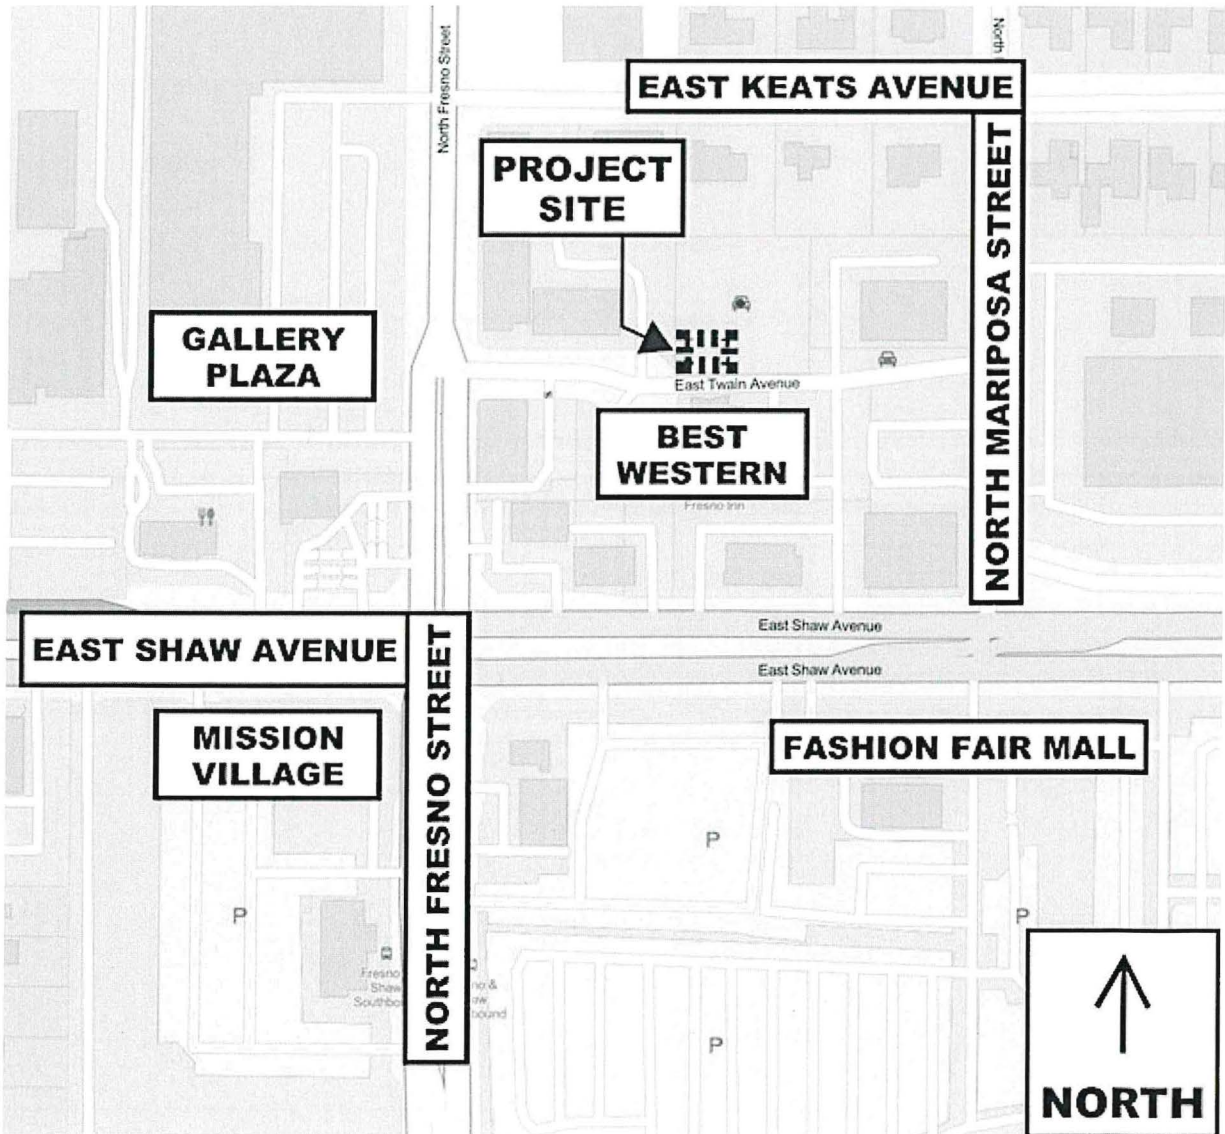 North Fresno Street
North
EAST KEATS AVENUE
PROJECT
SITE
NORTH MARIPOSA STREET
GALLERY
PLAZA
East Twain Avenue
BEST
WESTERN
Fresno Inn
East Shaw Avenue
EAST SHAW AVENUE
East Shaw Avenue
NORTH FRESNO STREET
MISSION
VILLAGE
FASHION FAIR MALL
P
P
P
Fresno
Shaw
P
NORTH